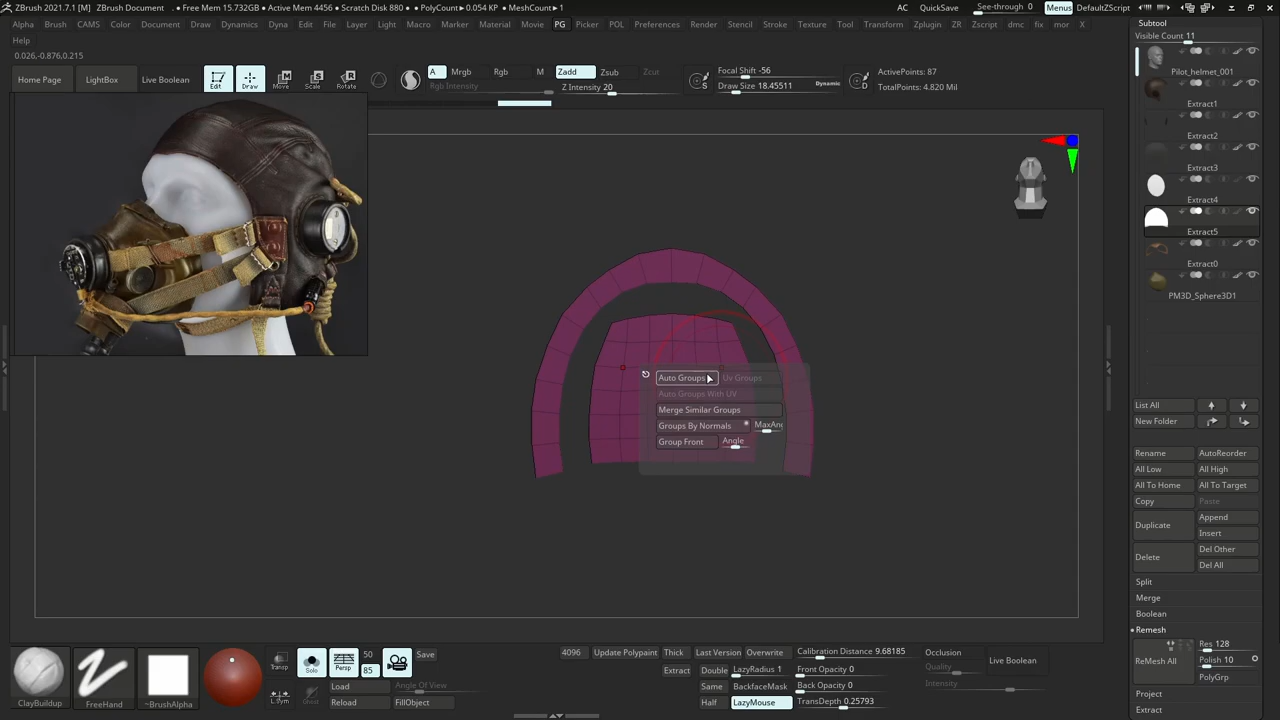 ZBrush 2021.7.1 [M]   ZBrush Document   . • Free Mem 15.732GB • Active Mem 4456 • Scratch Disk 880 • PolyCount▸0.054 KP • MeshCount▸1
AC QuickSave See-through 0 Menus DefaultZScript
Alpha Brush CAMS Color Document Draw Dynamics Dyna Edit File Layer Light Macro Marker Material Movie PG Picker POL Preferences Render Stencil Stroke Texture Tool Transform Zplugin ZR Zscript dmc fix mor X
Help
0.026,-0.876,0.215
Home Page LightBox Live Boolean Edit Draw Move Scale Rotate
A Mrgb Rgb M Zadd Zsub Zcut
Rgb Intensity Z Intensity 20
Focal Shift -56
Draw Size 18.45511 Dynamic
S
D
ActivePoints: 87
TotalPoints: 4.820 Mil
Auto Groups Uv Groups
Auto Groups With UV
Merge Similar Groups
Groups By Normals MaxAng
Group Front Angle
Subtool
Visible Count 11
Pilot_helmet_001
Extract1
Extract2
Extract3
Extract4
Extract5
Extract0
PM3D_Sphere3D1
List All
New Folder
Rename AutoReorder
All Low All High
All To Home All To Target
Copy Paste
Duplicate Append
Insert
Delete Del Other
Del All
Split
Merge
Boolean
Remesh
ReMesh All Res 128
Polish 10
PolyGrp
Project
Extract
ClayBuildup FreeHand ~BrushAlpha
Transp Solo Persp 50 85 Save
L.Sym Ghost Load Angle Of View
Reload FillObject
4096 Update Polypaint Thick Last Version Overwrite Calibration Distance 9.68185 Occlusion
Extract Double LazyRadius 1 Front Opacity 0 Quality Live Boolean
Same BackfaceMask Back Opacity 0 Intensity
Half LazyMouse TransDepth 0.25793